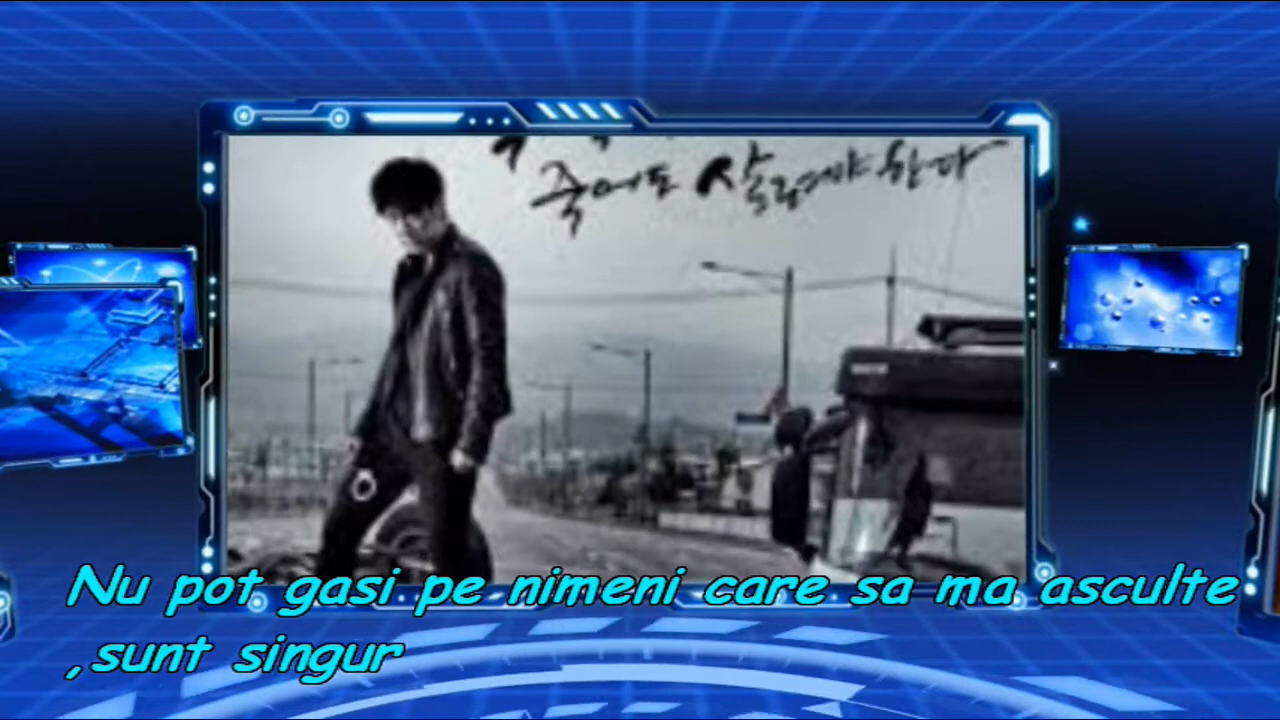 죽어도 살려야 한다
Nu pot gasi pe nimeni care sa ma asculte
,sunt singur